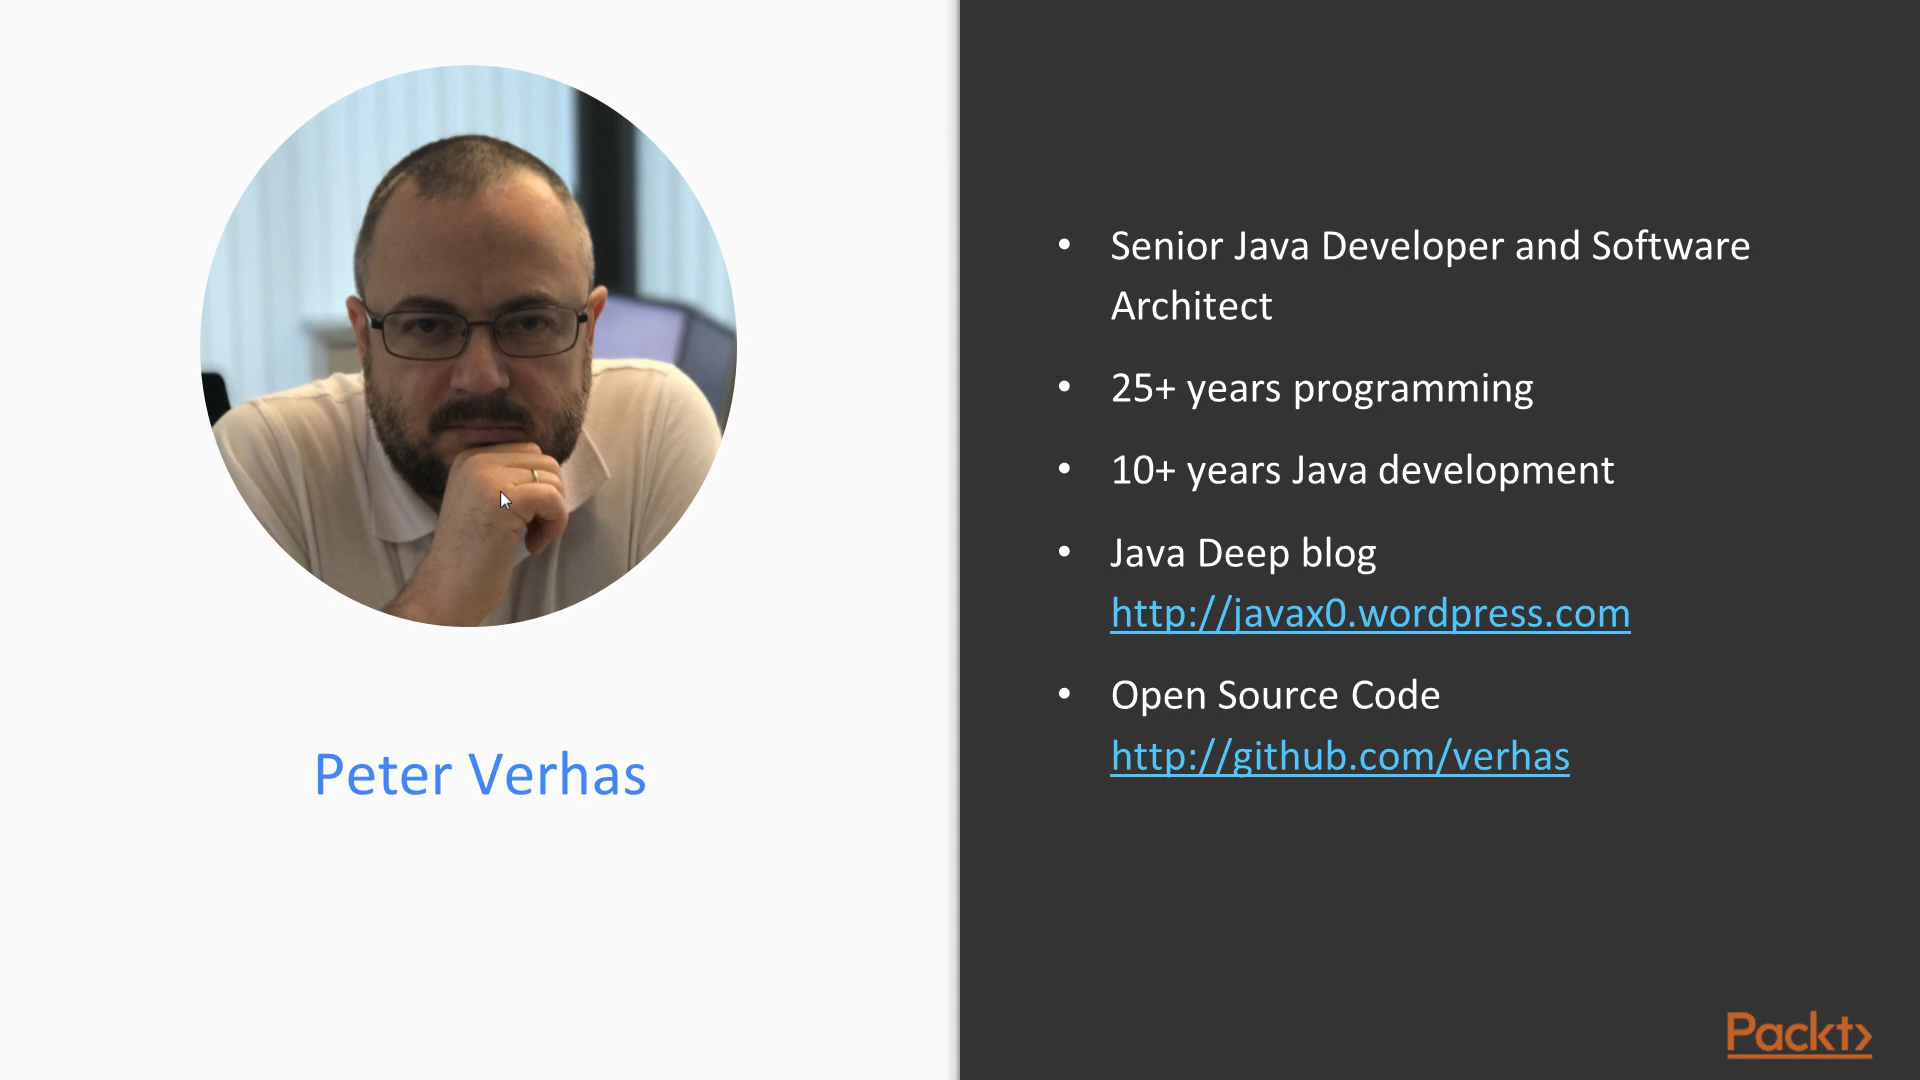 Peter Verhas
• Senior Java Developer and Software
Architect
• 25+ years programming
• 10+ years Java development
• Java Deep blog
http://javax0.wordpress.com
• Open Source Code
http://github.com/verhas
Packt>